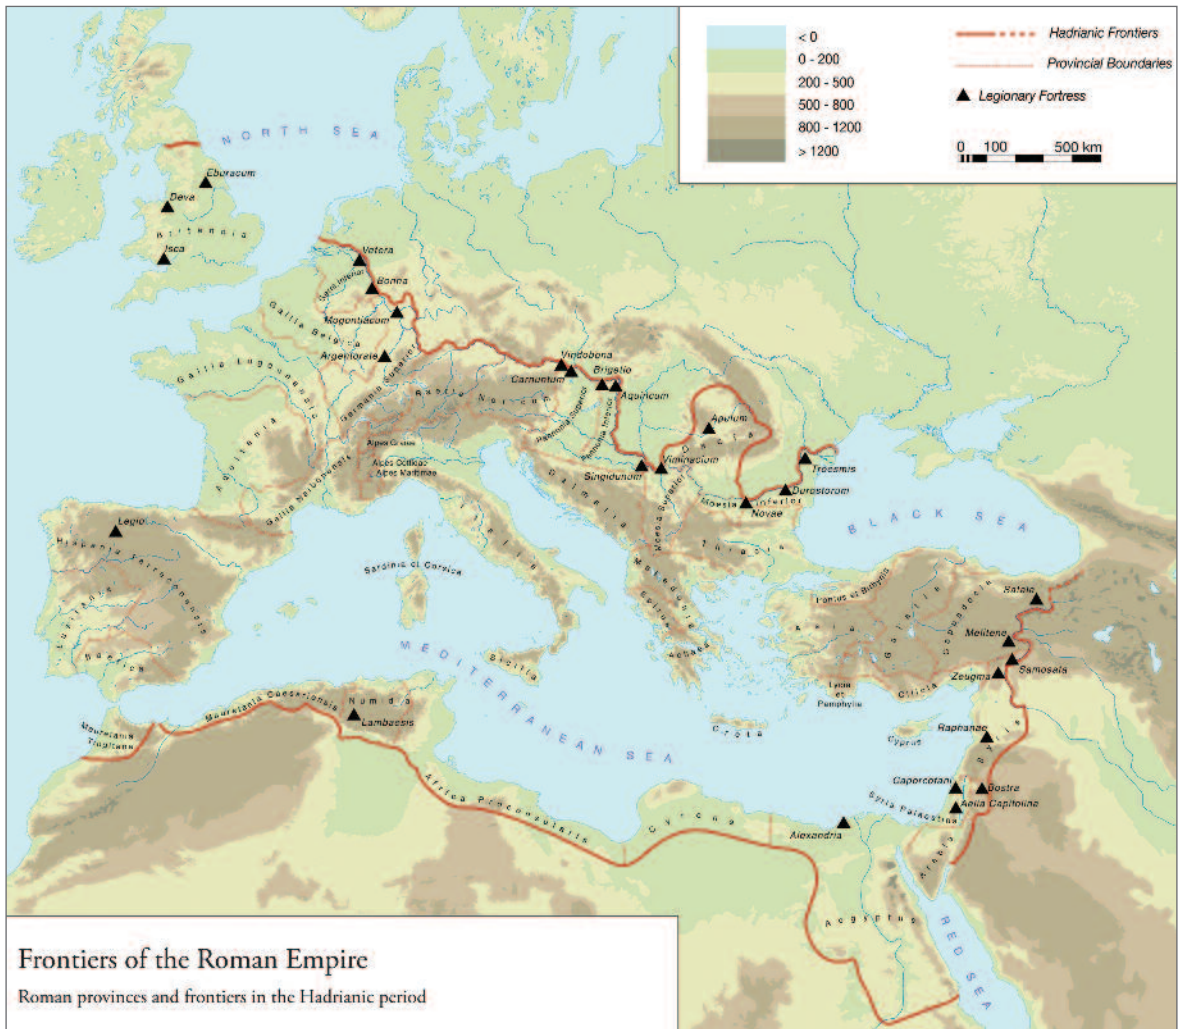 < 0
0 - 200
200 - 500
500 - 800
800 - 1200
> 1200
Hadrianic Frontiers
Provincial Boundaries
Legionary Fortress
0 100 500 km
NORTH SEA
Eburacum
Deva
Britannia
Isca
Vetera
Bonna
Mogontiacum
Gallia Belgica
Argentorate
Gallia Lugdunensis
Germania Superior
Vindobona
Carnuntum
Brigetio
Aquincum
Raetia
Noricum
Pannonia Superior
Pannonia Inferior
Apulum
Dacia
Aquitania
Alpes Graiae
Alpes Cottiae
Alpes Maritimae
Gallia Narbonensis
Singidunum
Viminacium
Troesmis
Durostorum
Moesia Inferior
Novae
Moesia Superior
Dalmatia
Italia
Thracia
BLACK SEA
Legio
Hispania Tarraconensis
Lusitania
Baetica
Sardinia et Corsica
Macedonia
Epirus
Achaea
Pontus et Bithynia
Asia
Galatia
Cappadocia
Satala
Melitene
Samosata
Zeugma
Lycia
et
Pamphylia
Cilicia
Sicilia
MEDITERRANEAN SEA
Mauretania Caesariensis
Numidia
Lambaesis
Mauretania
Tingitana
Creta
Cyprus
Raphanae
Syria
Caporcotani
Bostra
Syria Palaestina
Aelia Capitolina
Africa Proconsularis
Cyrene
Alexandria
Arabia
Aegyptus
RED SEA
Frontiers of the Roman Empire
Roman provinces and frontiers in the Hadrianic period